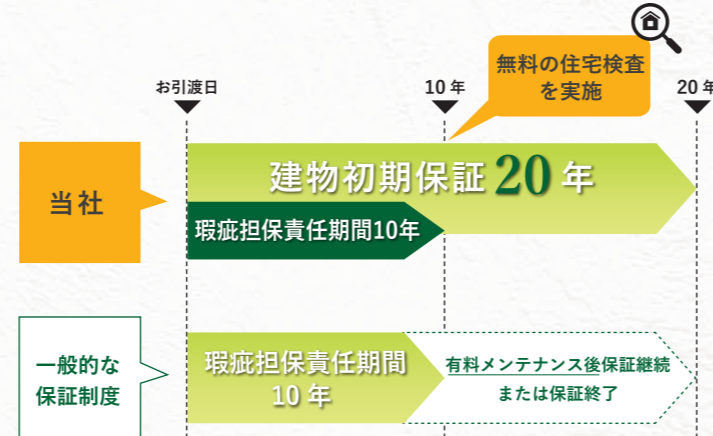 無料の住宅検査
を実施
お引渡日
10年
20年
当社
建物初期保証20年
瑕疵担保責任期間10年
一般的な
保証制度
瑕疵担保責任期間
10年
有料メンテナンス後保証継続
または保証終了